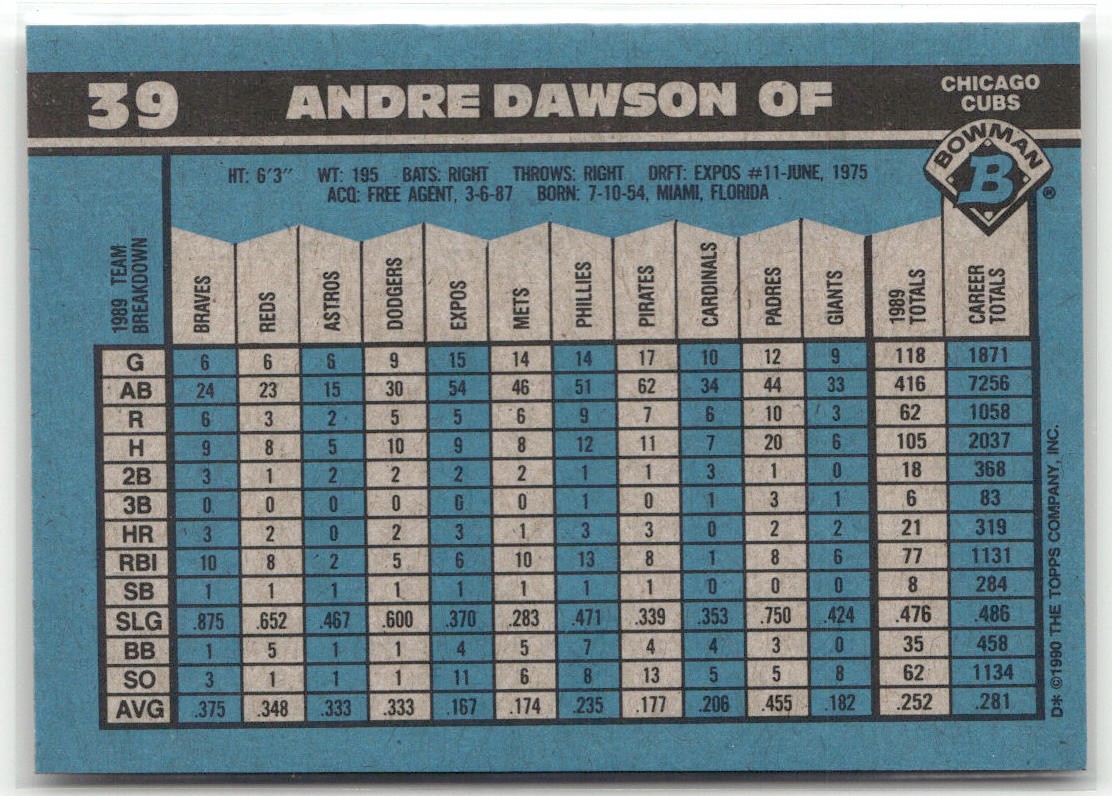 39 ANDRE DAWSON OF CHICAGO
CUBS
BOWMAN
B
®
HT: 6'3" WT: 195 BATS: RIGHT THROWS: RIGHT DRFT: EXPOS #11-JUNE, 1975
ACQ: FREE AGENT, 3-6-87 BORN: 7-10-54, MIAMI, FLORIDA
1989 TEAM
BREAKDOWN
BRAVES REDS ASTROS DODGERS EXPOS METS PHILLIES PIRATES CARDINALS PADRES GIANTS 1989 TOTALS CAREER TOTALS
G 6 6 6 9 15 14 14 17 10 12 9 118 1871
AB 24 23 15 30 54 46 51 62 34 44 33 416 7256
R 6 3 2 5 5 6 9 7 6 10 3 62 1058
H 9 8 5 10 9 8 12 11 7 20 6 105 2037
2B 3 1 2 2 2 2 1 1 3 1 0 18 368
3B 0 0 0 0 0 0 1 0 1 3 1 6 83
HR 3 2 0 2 3 1 3 3 0 2 2 21 319
RBI 10 8 2 5 6 10 13 8 1 8 6 77 1131
SB 1 1 1 1 1 1 1 1 0 0 0 8 284
SLG .875 .652 .467 .600 .370 .283 .471 .339 .353 .750 .424 .476 .486
BB 1 5 1 1 4 5 7 4 4 3 0 35 458
SO 3 1 1 1 11 6 8 13 5 5 8 62 1134
AVG .375 .348 .333 .333 .167 .174 .235 .177 .206 .455 .182 .252 .281
D* ©1990 THE TOPPS COMPANY, INC.